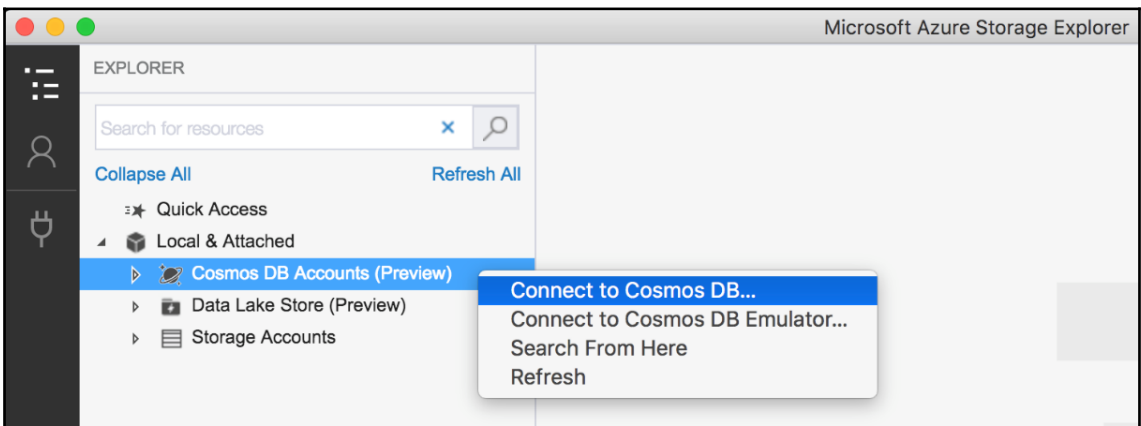 Microsoft Azure Storage Explorer
EXPLORER
Search for resources
Collapse All Refresh All
Quick Access
Local & Attached
Cosmos DB Accounts (Preview)
Data Lake Store (Preview)
Storage Accounts
Connect to Cosmos DB...
Connect to Cosmos DB Emulator...
Search From Here
Refresh